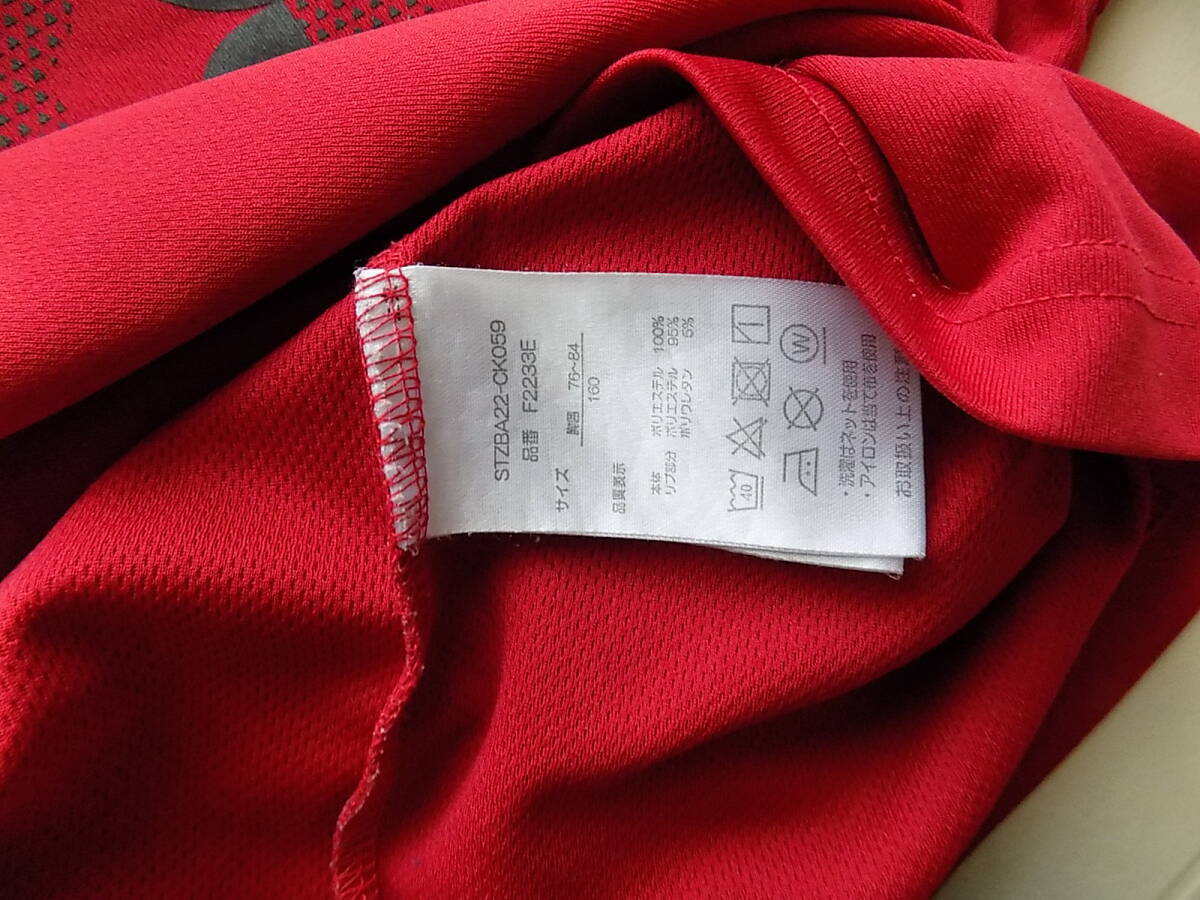 STZBA22-CK059
品番 F2233E
サイズ
胸囲 76~84
160
品質表示
本体 ポリエステル 100%
リブ部分 ポリエステル 95%
ポリウレタン 5%
40
W
・洗濯はネットを使用
・アイロンは当て布を使用
お取扱い上の注意